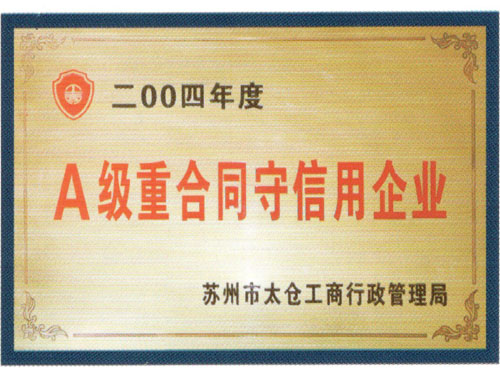 二00四年度
A级重合同守信用企业
苏州市太仓工商行政管理局